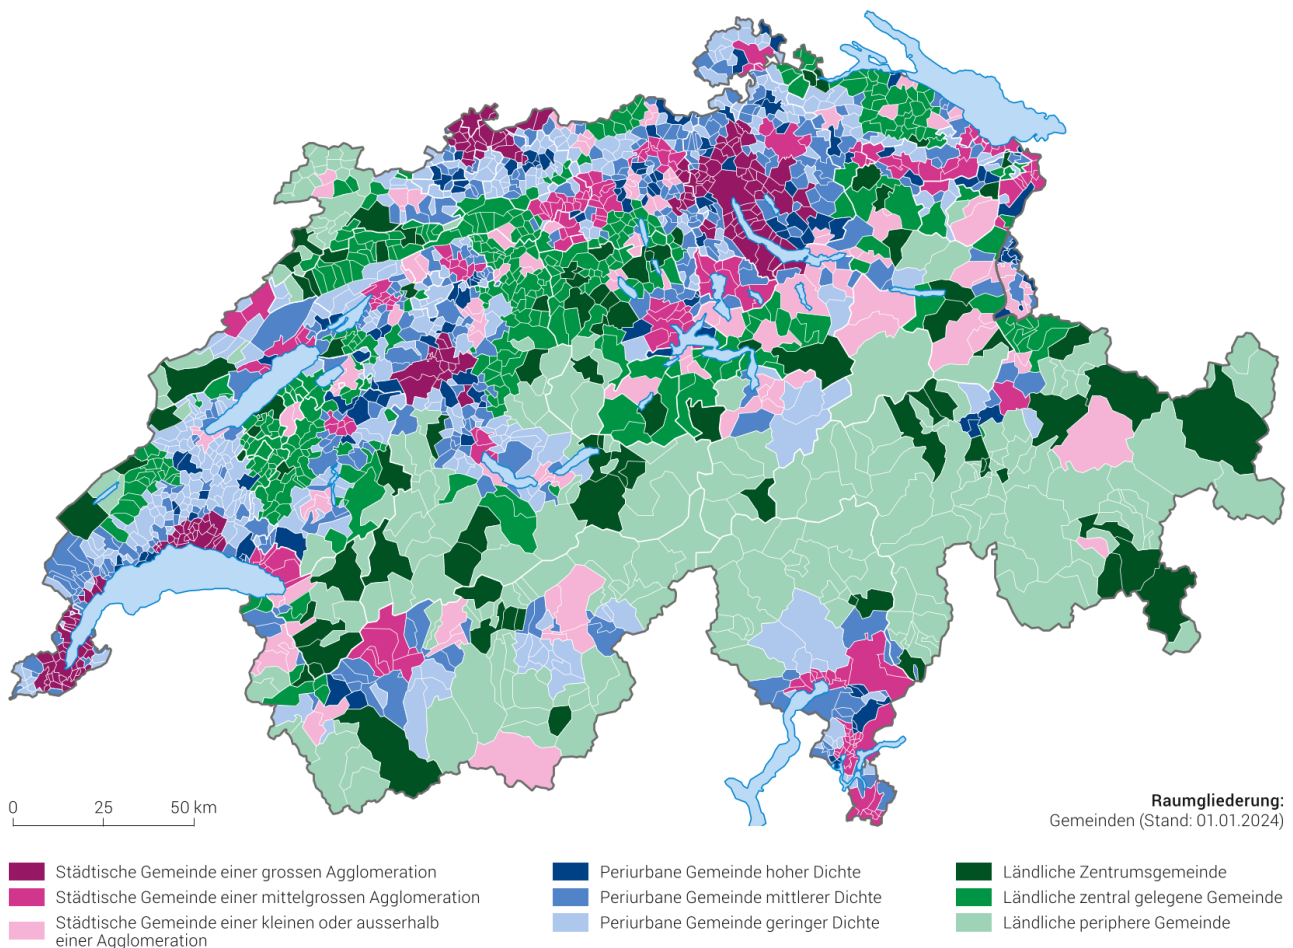 0 25 50 km
Raumgliederung:
Gemeinden (Stand: 01.01.2024)
Städtische Gemeinde einer grossen Agglomeration
Städtische Gemeinde einer mittelgrossen Agglomeration
Städtische Gemeinde einer kleinen oder ausserhalb
einer Agglomeration
Periurbane Gemeinde hoher Dichte
Periurbane Gemeinde mittlerer Dichte
Periurbane Gemeinde geringer Dichte
Ländliche Zentrumsgemeinde
Ländliche zentral gelegene Gemeinde
Ländliche periphere Gemeinde